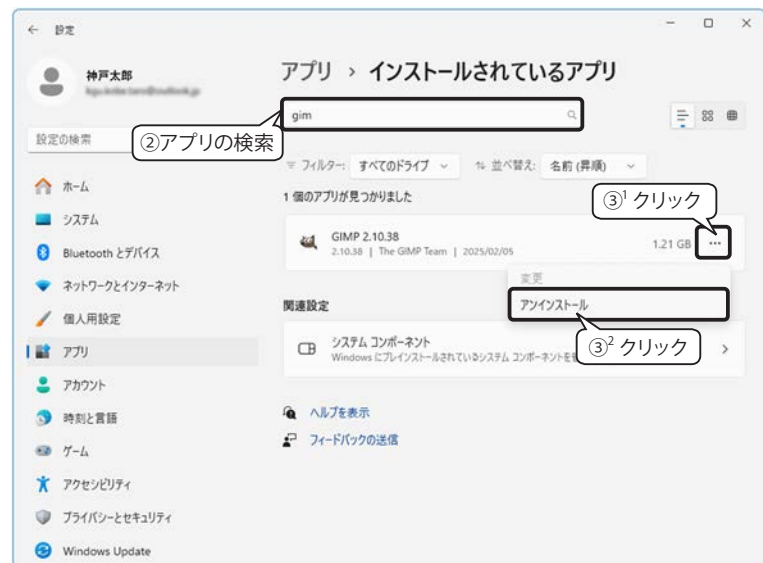 ← 設定
神戸太郎
設定の検索
ホーム
システム
Bluetooth とデバイス
ネットワークとインターネット
個人用設定
アプリ
アカウント
時刻と言語
ゲーム
アクセシビリティ
プライバシーとセキュリティ
Windows Update
アプリ › インストールされているアプリ
gim
②アプリの検索
フィルター: すべてのドライブ 並べ替え: 名前 (昇順)
1 個のアプリが見つかりました
③¹ クリック
GIMP 2.10.38
2.10.38 | The GIMP Team | 2025/02/05
1.21 GB
変更
アンインストール
③² クリック
関連設定
システム コンポーネント
Windows にプレインストールされているシステム コンポーネントを
ヘルプを表示
フィードバックの送信